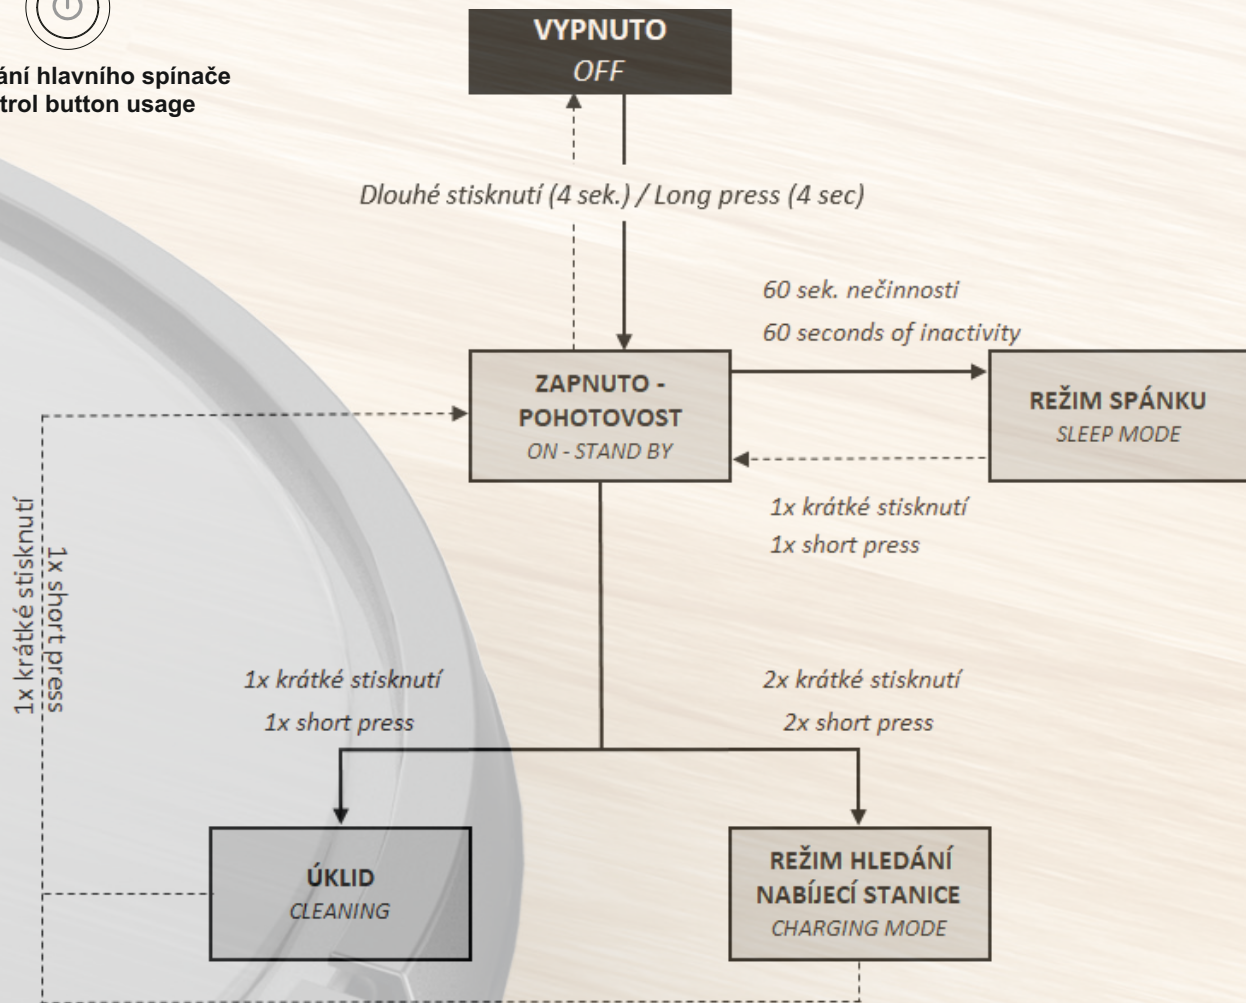 ání hlavního spínače
trol button usage
VYPNUTO
OFF
Dlouhé stisknutí (4 sek.) / Long press (4 sec)
60 sek. nečinnosti
60 seconds of inactivity
ZAPNUTO -
POHOTOVOST
ON - STAND BY
REŽIM SPÁNKU
SLEEP MODE
1x krátké stisknutí
1x short press
1x krátké stisknutí
1x short press
1x krátké stisknutí
1x short press
2x krátké stisknutí
2x short press
ÚKLID
CLEANING
REŽIM HLEDÁNÍ
NABÍJECÍ STANICE
CHARGING MODE